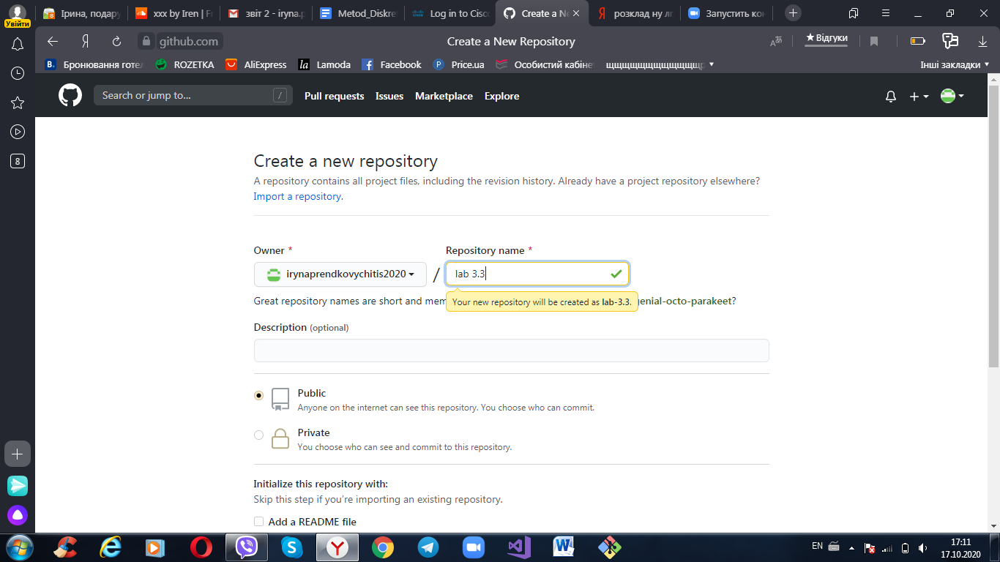 Увійти
Ірина, подару
xxx by Iren | Fr
звіт 2 - iryna.p
Metod_Diskre
Log in to Cisc
Create a Ne
розклад ну лп
Запустить кон
github.com
Create a New Repository
Відгуки
Бронювання готел
ROZETKA
AliExpress
Lamoda
Facebook
Price.ua
Особистий кабінет
Інші закладки
8
Search or jump to...
/
Pull requests
Issues
Marketplace
Explore
Create a new repository
A repository contains all project files, including the revision history. Already have a project repository elsewhere?
Import a repository.
Owner *
Repository name *
irynaprendkovychitis2020
/
lab 3.3
Great repository names are short and mem
genial-octo-parakeet?
Your new repository will be created as lab-3.3.
Description (optional)
Public
Anyone on the internet can see this repository. You choose who can commit.
Private
You choose who can see and commit to this repository.
Initialize this repository with:
Skip this step if you're importing an existing repository.
Add a README file
EN
17:11
17.10.2020